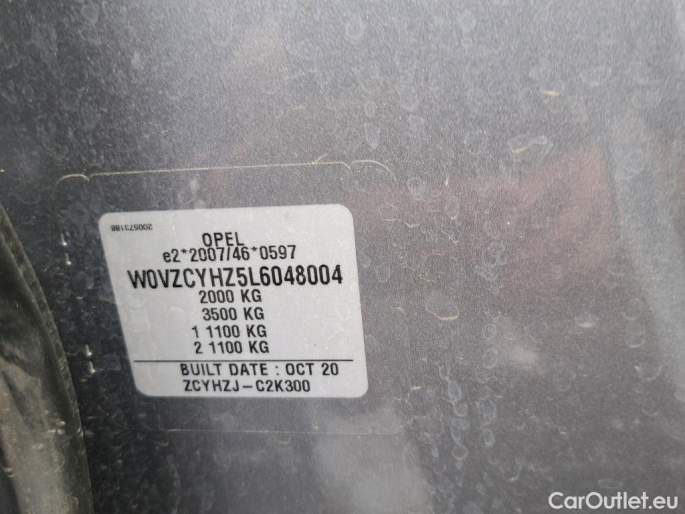 200573188
OPEL
e2*2007/46*0597
W0VZCYHZ5L6048004
2000 KG
3500 KG
1 1100 KG
2 1100 KG
BUILT DATE : OCT 20
ZCYHZJ-C2K300
CarOutlet.eu